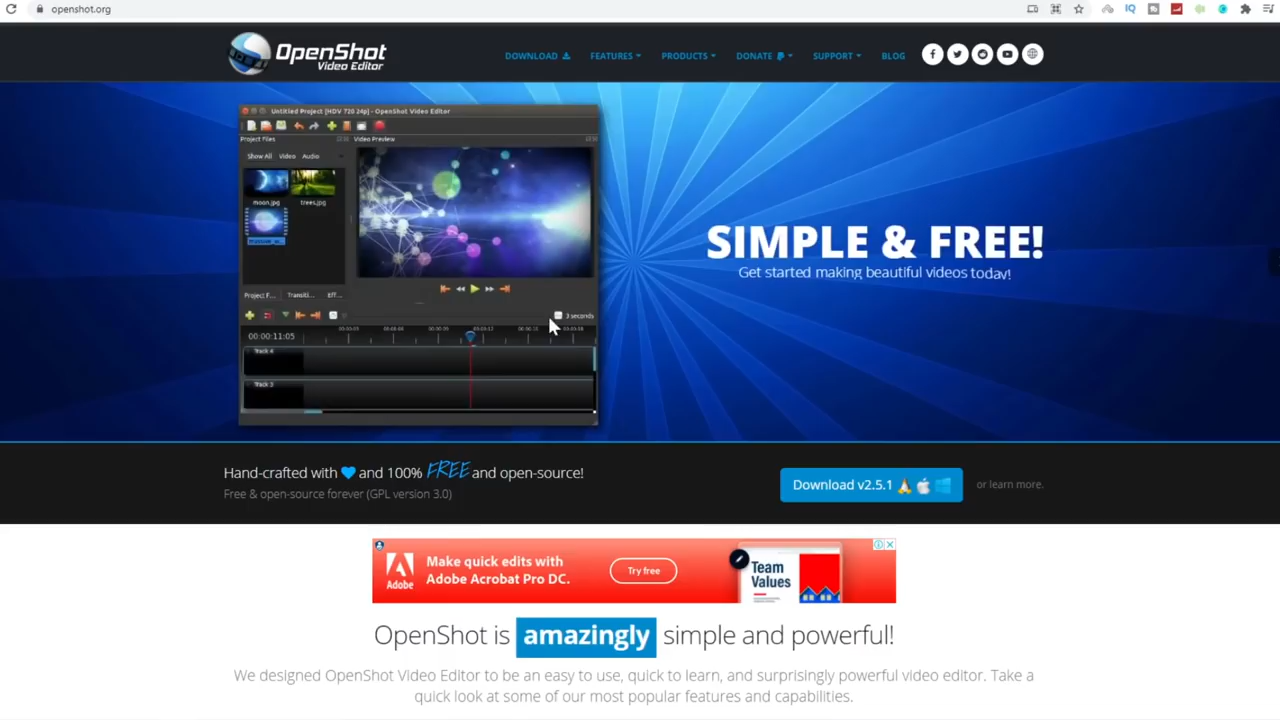 openshot.org
OpenShot
Video Editor
DOWNLOAD
FEATURES
PRODUCTS
DONATE
SUPPORT
BLOG
Untitled Project [HDV 720 24p] - OpenShot Video Editor
Project Files
Video Preview
Show All Video Audio
moon.jpg
trees.jpg
Project F...
Transiti...
Eff...
3 seconds
00:00:11:05
Track 4
Track 3
SIMPLE & FREE!
Get started making beautiful videos today!
Hand-crafted with and 100% FREE and open-source!
Free & open-source forever (GPL version 3.0)
Download v2.5.1
or learn more.
Adobe
Make quick edits with
Adobe Acrobat Pro DC.
Try free
Team
Values
OpenShot is amazingly simple and powerful!
We designed OpenShot Video Editor to be an easy to use, quick to learn, and surprisingly powerful video editor. Take a
quick look at some of our most popular features and capabilities.